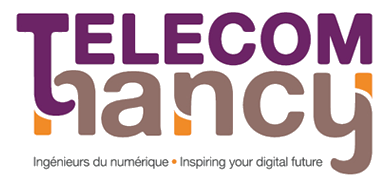 TELECOM
nancy
Ingénieurs du numérique • Inspiring your digital future